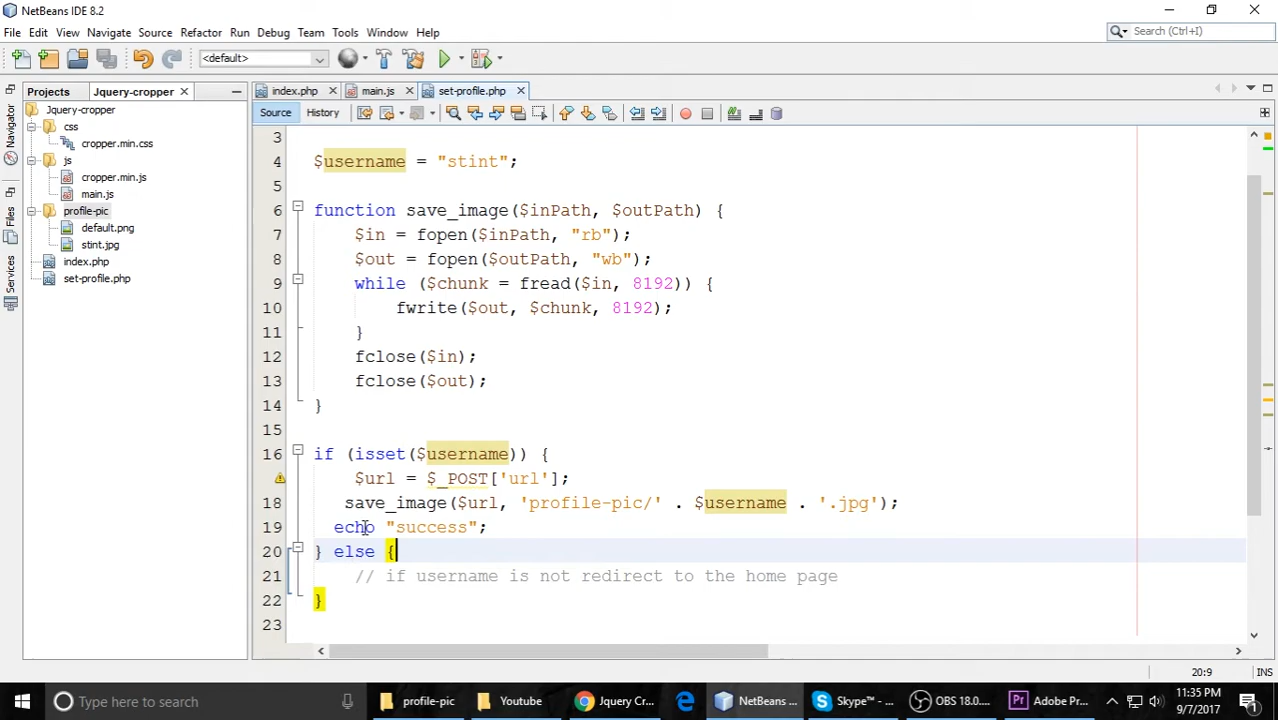 NetBeans IDE 8.2
File Edit View Navigate Source Refactor Run Debug Team Tools Window Help
Search (Ctrl+I)
<default>
Projects
Jquery-cropper
index.php
main.js
set-profile.php
Navigator
Files
Services
Jquery-cropper
css
cropper.min.css
js
cropper.min.js
main.js
profile-pic
default.png
stint.jpg
index.php
set-profile.php
Source History
3
4 $username = "stint";
5
6 function save_image($inPath, $outPath) {
7 $in = fopen($inPath, "rb");
8 $out = fopen($outPath, "wb");
9 while ($chunk = fread($in, 8192)) {
10 fwrite($out, $chunk, 8192);
11 }
12 fclose($in);
13 fclose($out);
14 }
15
16 if (isset($username)) {
$url = $_POST['url'];
18 save_image($url, 'profile-pic/' . $username . '.jpg');
19 echo "success";
20 } else {
21 // if username is not redirect to the home page
22 }
23
20:9 INS
Type here to search
profile-pic
Youtube
Jquery Cr...
NetBeans ...
Skype™ - ...
OBS 18.0....
Adobe Pr...
11:35 PM
9/7/2017
1